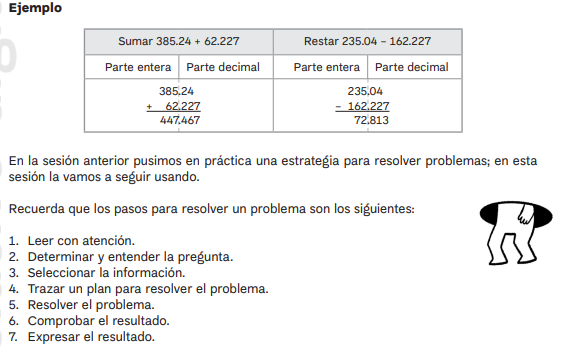 Ejemplo
Sumar 385.24 + 62.227
Restar 235.04 – 162.227
Parte entera
Parte decimal
Parte entera
Parte decimal
385.24
+ 62.227
447.467
235.04
– 162.227
72.813
En la sesión anterior pusimos en práctica una estrategia para resolver problemas; en esta
sesión la vamos a seguir usando.
Recuerda que los pasos para resolver un problema son los siguientes:
1. Leer con atención.
2. Determinar y entender la pregunta.
3. Seleccionar la información.
4. Trazar un plan para resolver el problema.
5. Resolver el problema.
6. Comprobar el resultado.
7. Expresar el resultado.